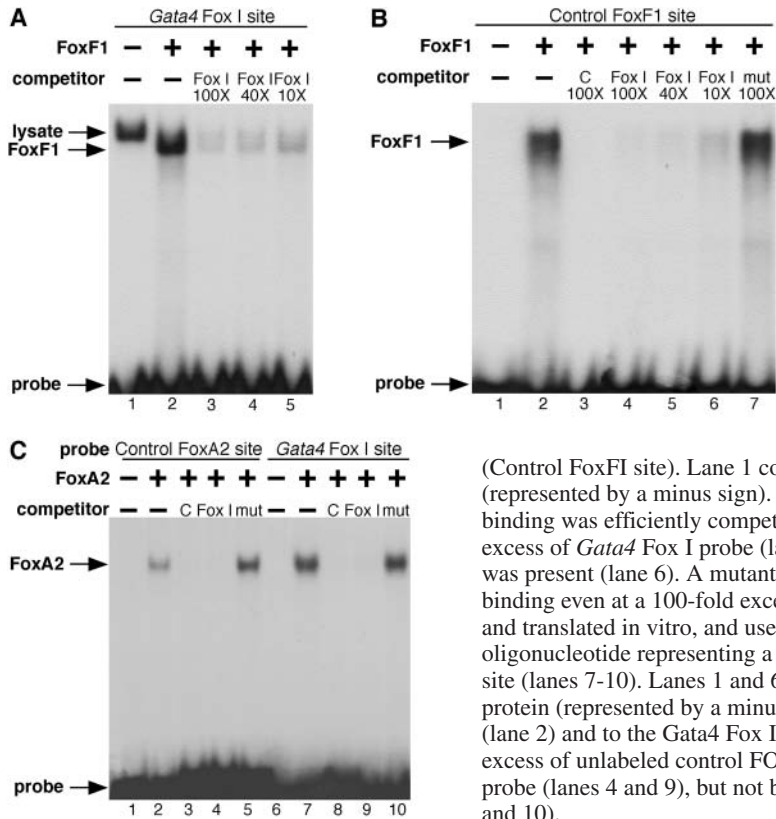 A
Gata4 Fox I site
FoxF1 − + + + +
competitor − − Fox I Fox I Fox I
100X 40X 10X
lysate
FoxF1
probe
1 2 3 4 5
B
Control FoxF1 site
FoxF1 − + + + + + +
competitor − − C Fox I Fox I Fox I mut
100X 100X 40X 10X 100X
FoxF1
probe
1 2 3 4 5 6 7
C
probe Control FoxA2 site Gata4 Fox I site
FoxA2 − + + + + − + + + +
competitor − − C Fox I mut − − C Fox I mut
FoxA2
probe
1 2 3 4 5 6 7 8 9 10
(Control FoxFI site). Lane 1 co
(represented by a minus sign).
binding was efficiently compet
excess of Gata4 Fox I probe (la
was present (lane 6). A mutant
binding even at a 100-fold exce
and translated in vitro, and use
oligonucleotide representing a
site (lanes 7-10). Lanes 1 and 6
protein (represented by a minu
(lane 2) and to the Gata4 Fox I
excess of unlabeled control FO
probe (lanes 4 and 9), but not b
and 10).